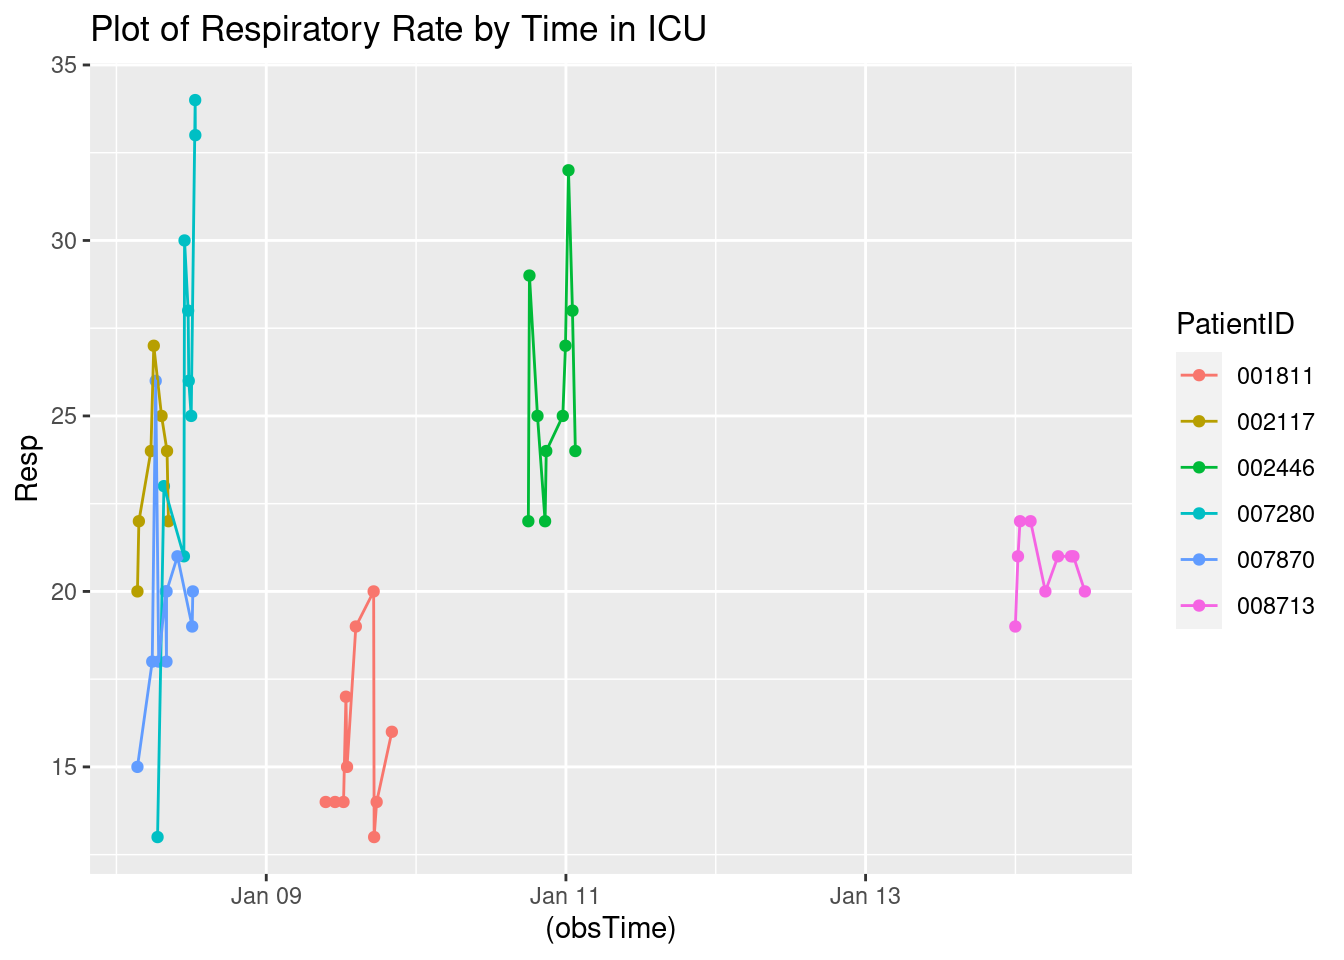 Plot of Respiratory Rate by Time in ICU
35
30
25
20
15
Resp
Jan 09
Jan 11
Jan 13
(obsTime)
PatientID
001811
002117
002446
007280
007870
008713